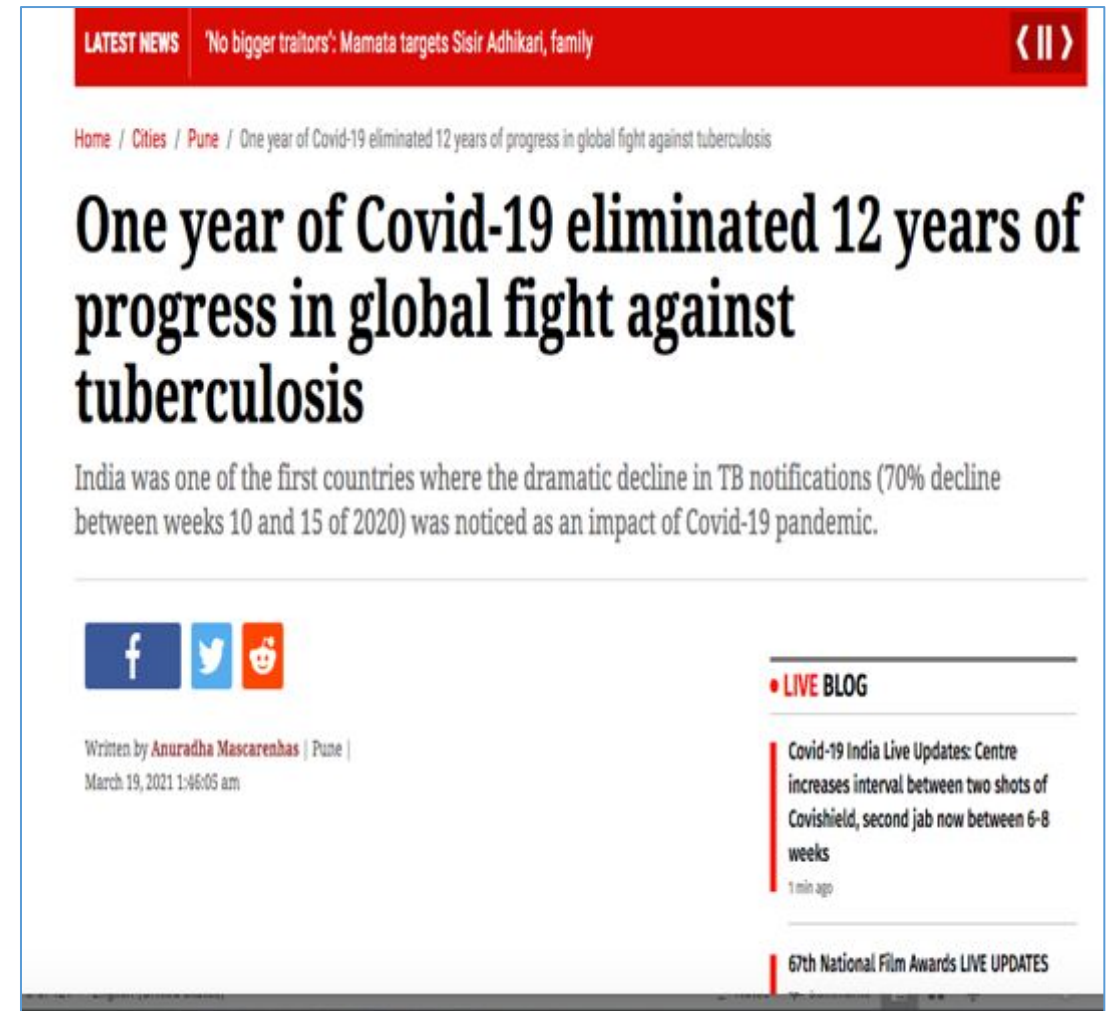 LATEST NEWS 'No bigger traitors': Mamata targets Sisir Adhikari, family
Home / Cities / Pune / One year of Covid-19 eliminated 12 years of progress in global fight against tuberculosis
One year of Covid-19 eliminated 12 years of
progress in global fight against
tuberculosis
India was one of the first countries where the dramatic decline in TB notifications (70% decline
between weeks 10 and 15 of 2020) was noticed as an impact of Covid-19 pandemic.
Written by Anuradha Mascarenhas | Pune |
March 19, 2021 1:46:05 am
• LIVE BLOG
Covid-19 India Live Updates: Centre
increases interval between two shots of
Covishield, second jab now between 6-8
weeks
1 min ago
67th National Film Awards LIVE UPDATES